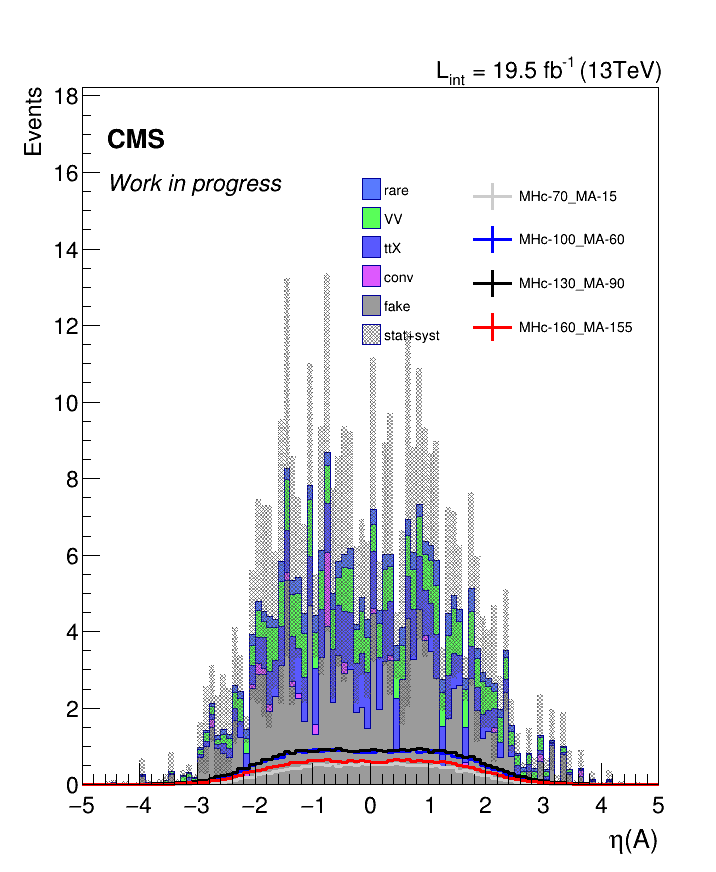 L_int = 19.5 fb^-1 (13TeV)
Events
18
16
14
12
10
8
6
4
2
0
CMS
Work in progress
rare
VV
ttX
conv
fake
stat+syst
MHc-70_MA-15
MHc-100_MA-60
MHc-130_MA-90
MHc-160_MA-155
−5 −4 −3 −2 −1 0 1 2 3 4 5
η(A)